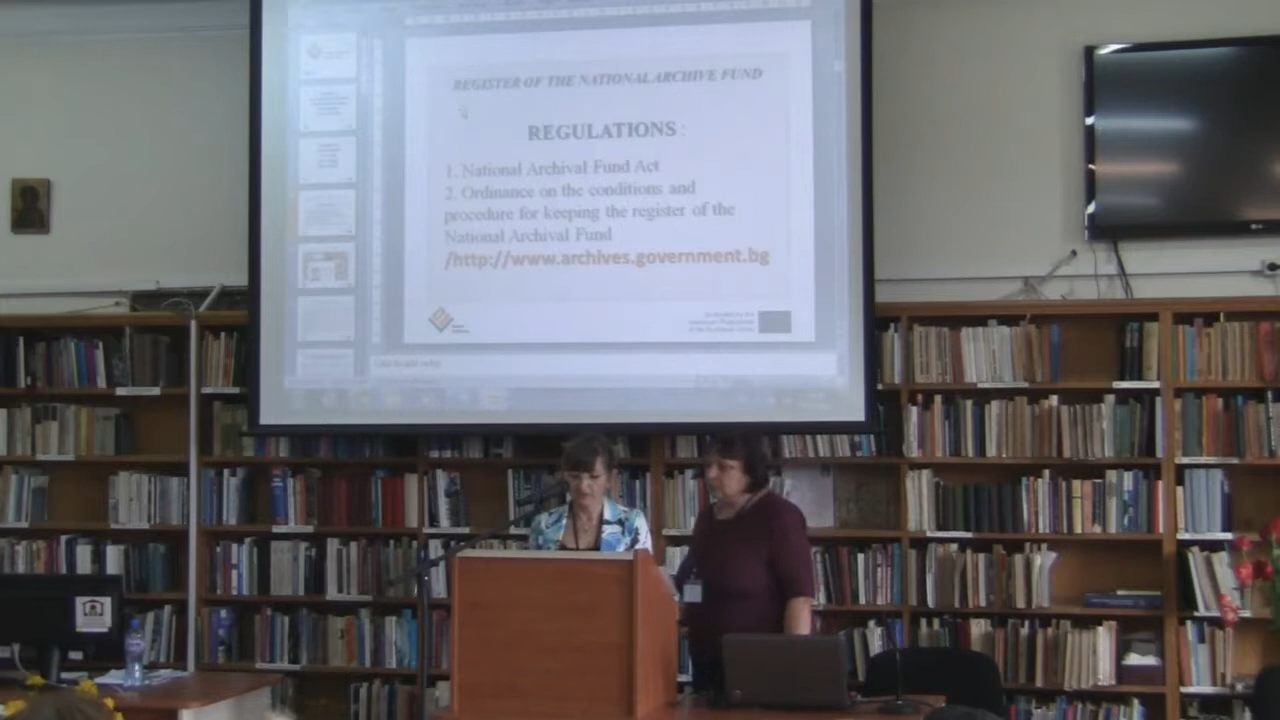 REGISTER OF THE NATIONAL ARCHIVE FUND
REGULATIONS :
1. National Archival Fund Act
2. Ordinance on the conditions and
procedure for keeping the register of the
National Archival Fund
/http://www.archives.government.bg